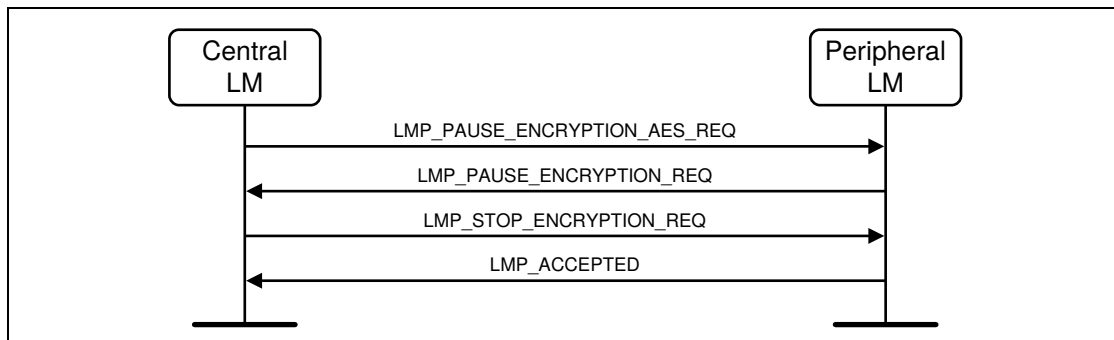 Central
LM
Peripheral
LM
LMP_PAUSE_ENCRYPTION_AES_REQ
LMP_PAUSE_ENCRYPTION_REQ
LMP_STOP_ENCRYPTION_REQ
LMP_ACCEPTED